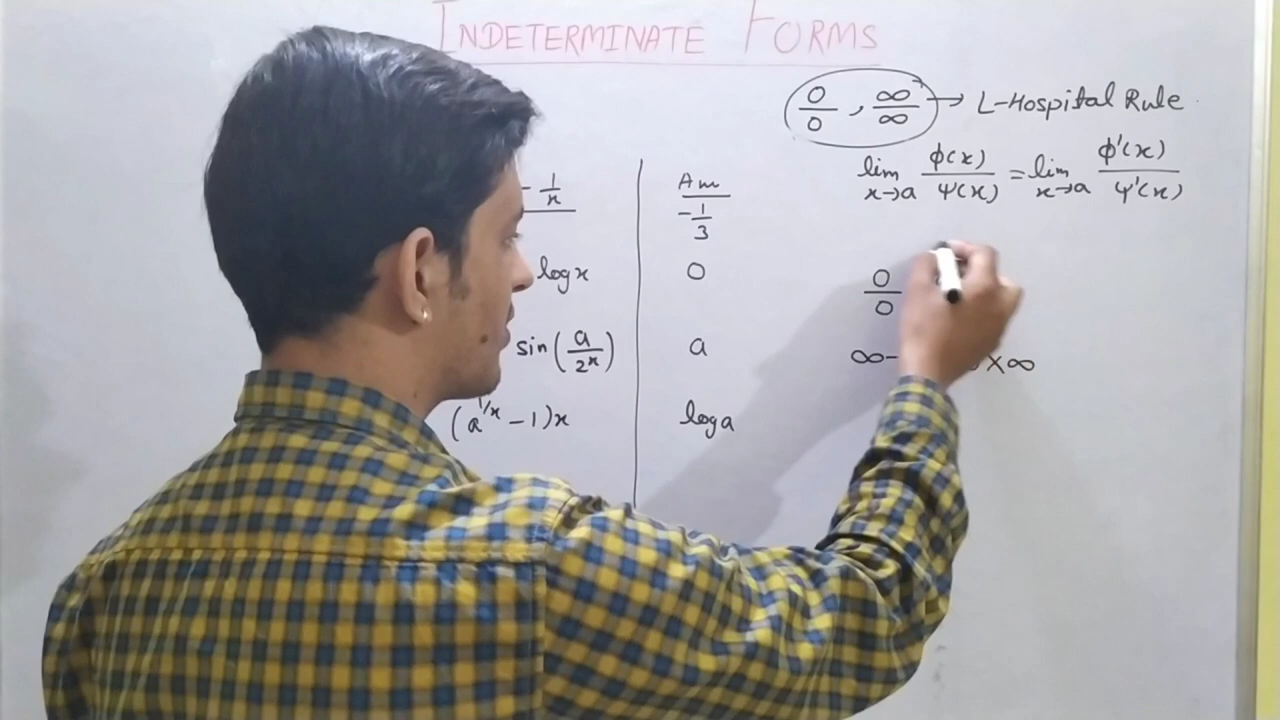 INDETERMINATE FORMS
0/0 , ∞/∞ → L-Hospital Rule
lim x→a ϕ(x)/ψ(x) = lim x→a ϕ'(x)/ψ'(x)
- 1/x
Ans
-1/3
log x
0
sin(a/2^x)
a
(a^1/x - 1)x
log a
0/0
∞-
×∞